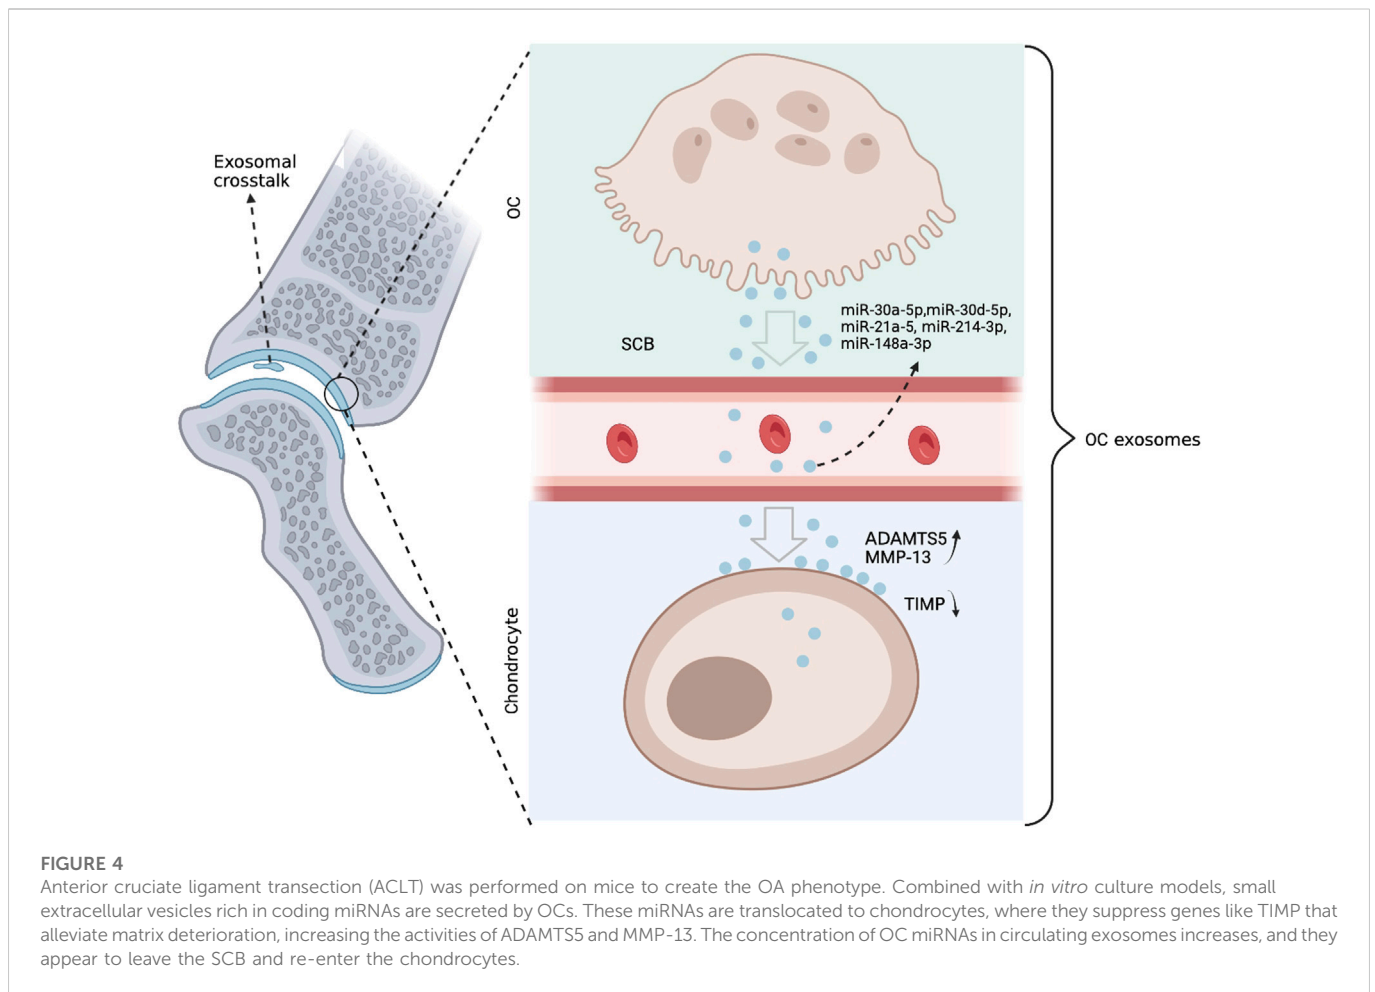 Exosomal
crosstalk
OC
SCB
miR-30a-5p,miR-30d-5p,
miR-21a-5, miR-214-3p,
miR-148a-3p
OC exosomes
ADAMTS5
MMP-13
TIMP
Chondrocyte
FIGURE 4
Anterior cruciate ligament transection (ACLT) was performed on mice to create the OA phenotype. Combined with in vitro culture models, small
extracellular vesicles rich in coding miRNAs are secreted by OCs. These miRNAs are translocated to chondrocytes, where they suppress genes like TIMP that
alleviate matrix deterioration, increasing the activities of ADAMTS5 and MMP-13. The concentration of OC miRNAs in circulating exosomes increases, and they
appear to leave the SCB and re-enter the chondrocytes.